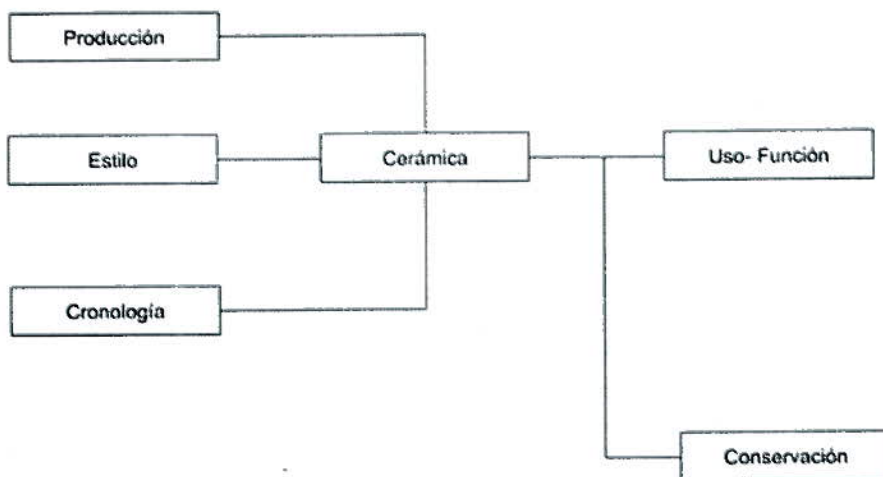 Producción
Estilo
Cerámica
Uso- Función
Cronología
Conservación